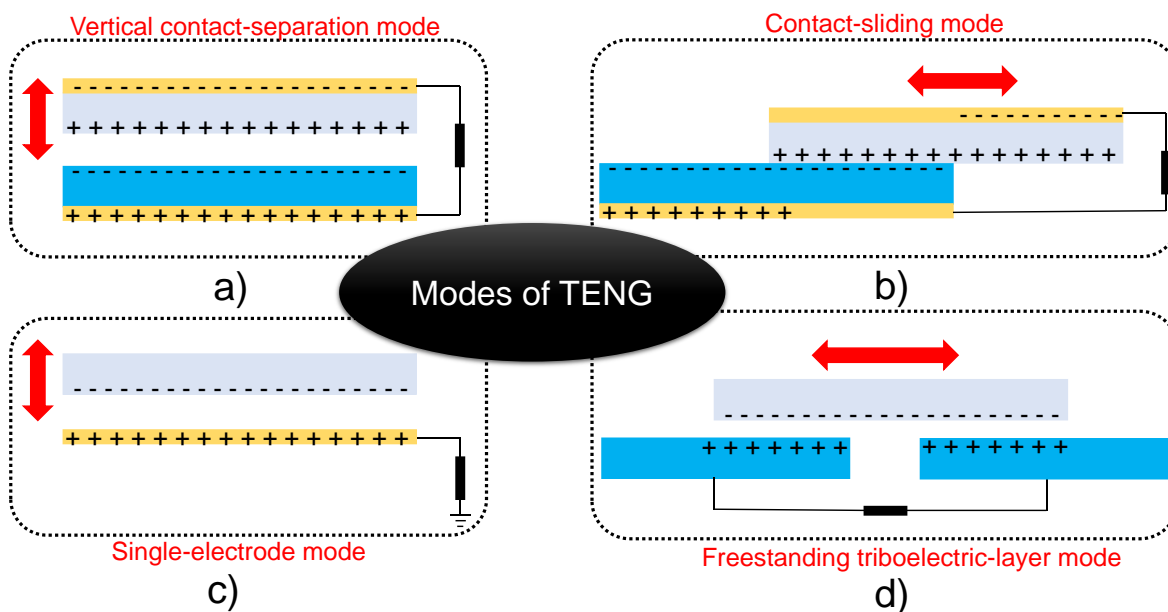 Vertical contact-separation mode
Contact-sliding mode
- - - - - - - - - - - - - - - - - - - -
+ + + + + + + + + + + + + + + +
- - - - - - - - - - - - - - - - - - - -
+ + + + + + + + + + + + + + + +
- - - - - - - - - -
+ + + + + + + + + + + + + + + +
- - - - - - - - - - - - - - - - - - - -
+ + + + + + + + +
a)
b)
Modes of TENG
- - - - - - - - - - - - - - - - - - - -
+ + + + + + + + + + + + + + + +
- - - - - - - - - - - - - - - - - - - -
+ + + + + + +
+ + + + + + +
Single-electrode mode
Freestanding triboelectric-layer mode
c)
d)